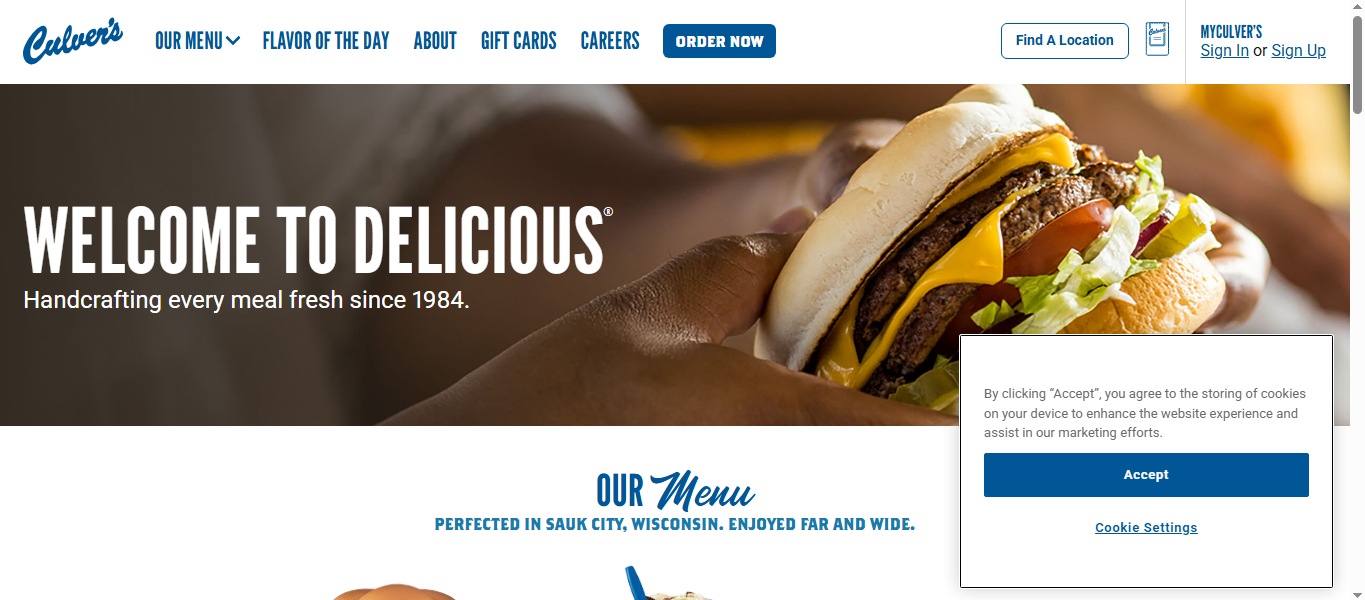 Culver's
OUR MENU
FLAVOR OF THE DAY
ABOUT
GIFT CARDS
CAREERS
ORDER NOW
Find A Location
Culver's
MYCULVER'S
Sign In or Sign Up
WELCOME TO DELICIOUS®
Handcrafting every meal fresh since 1984.
OUR Menu
PERFECTED IN SAUK CITY, WISCONSIN. ENJOYED FAR AND WIDE.
By clicking “Accept”, you agree to the storing of cookies
on your device to enhance the website experience and
assist in our marketing efforts.
Accept
Cookie Settings